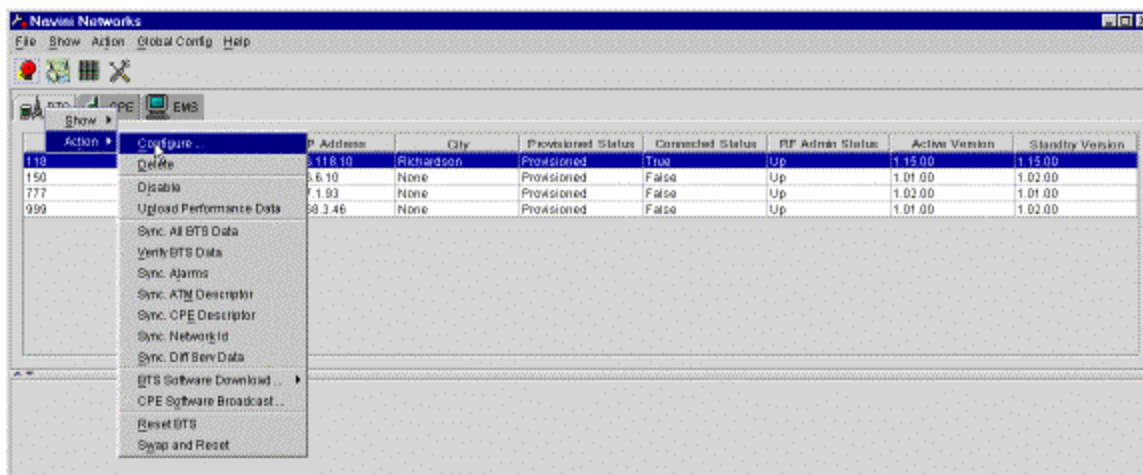 Navini Networks
File Show Action Global Config Help
BTS CPE EMS
Show
Action
Configure ...
Delete
Disable
Upload Performance Data
Sync. All BTS Data
Verify BTS Data
Sync. Alarms
Sync. ATM Descriptor
Sync. CPE Descriptor
Sync. Network Id
Sync. Diff Serv Data
BTS Software Download...
CPE Software Broadcast...
Reset BTS
Swap and Reset
P Address City Provisioned Status Connected Status RF Admin Status Active Version Standby Version
118 .118.10 Richardson Provisioned True Up 1.15.00 1.15.00
150 .6.10 None Provisioned False Up 1.01.00 1.02.00
777 .1.93 None Provisioned False Up 1.02.00 1.01.00
999 .3.46 None Provisioned False Up 1.01.00 1.02.00